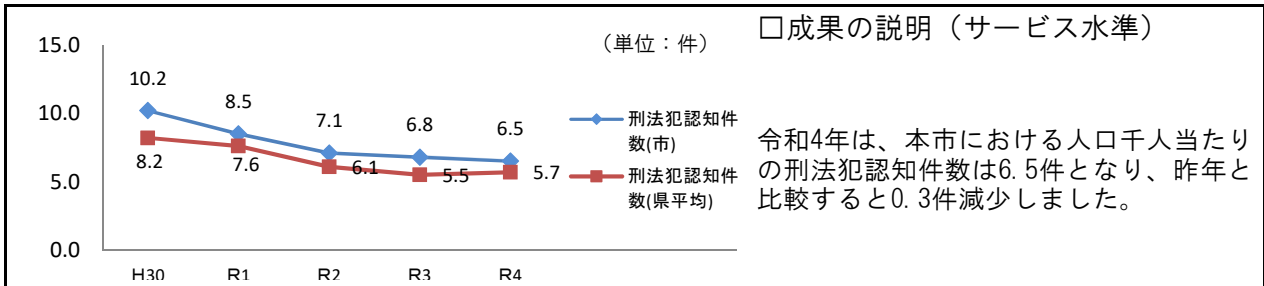 15.0
10.0
5.0
0.0
（単位：件）
10.2
8.5
7.1
6.8
6.5
8.2
7.6
6.1
5.5
5.7
H30
R1
R2
R3
R4
刑法犯認知件
数(市)
刑法犯認知件
数(県平均)
□成果の説明（サービス水準）
令和4年は、本市における人口千人当たり
の刑法犯認知件数は6.5件となり、昨年と
比較すると0.3件減少しました。